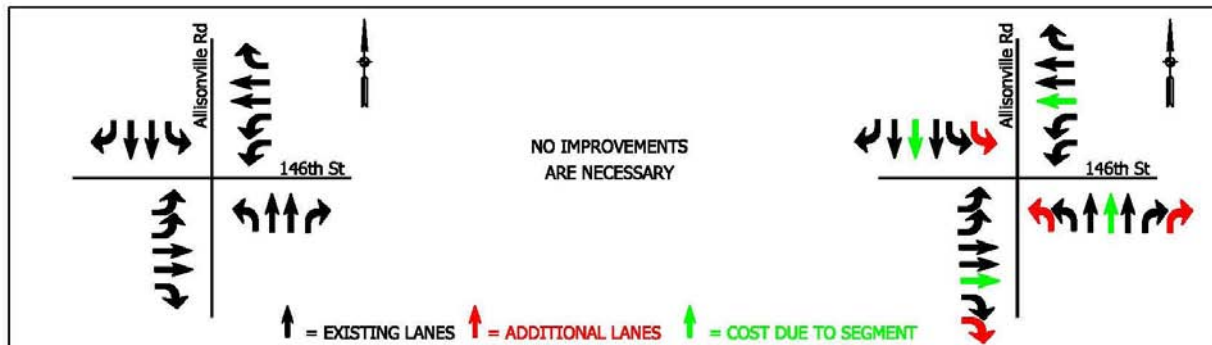 Allisonville Rd
146th St
NO IMPROVEMENTS
ARE NECESSARY
Allisonville Rd
146th St
= EXISTING LANES
= ADDITIONAL LANES
= COST DUE TO SEGMENT